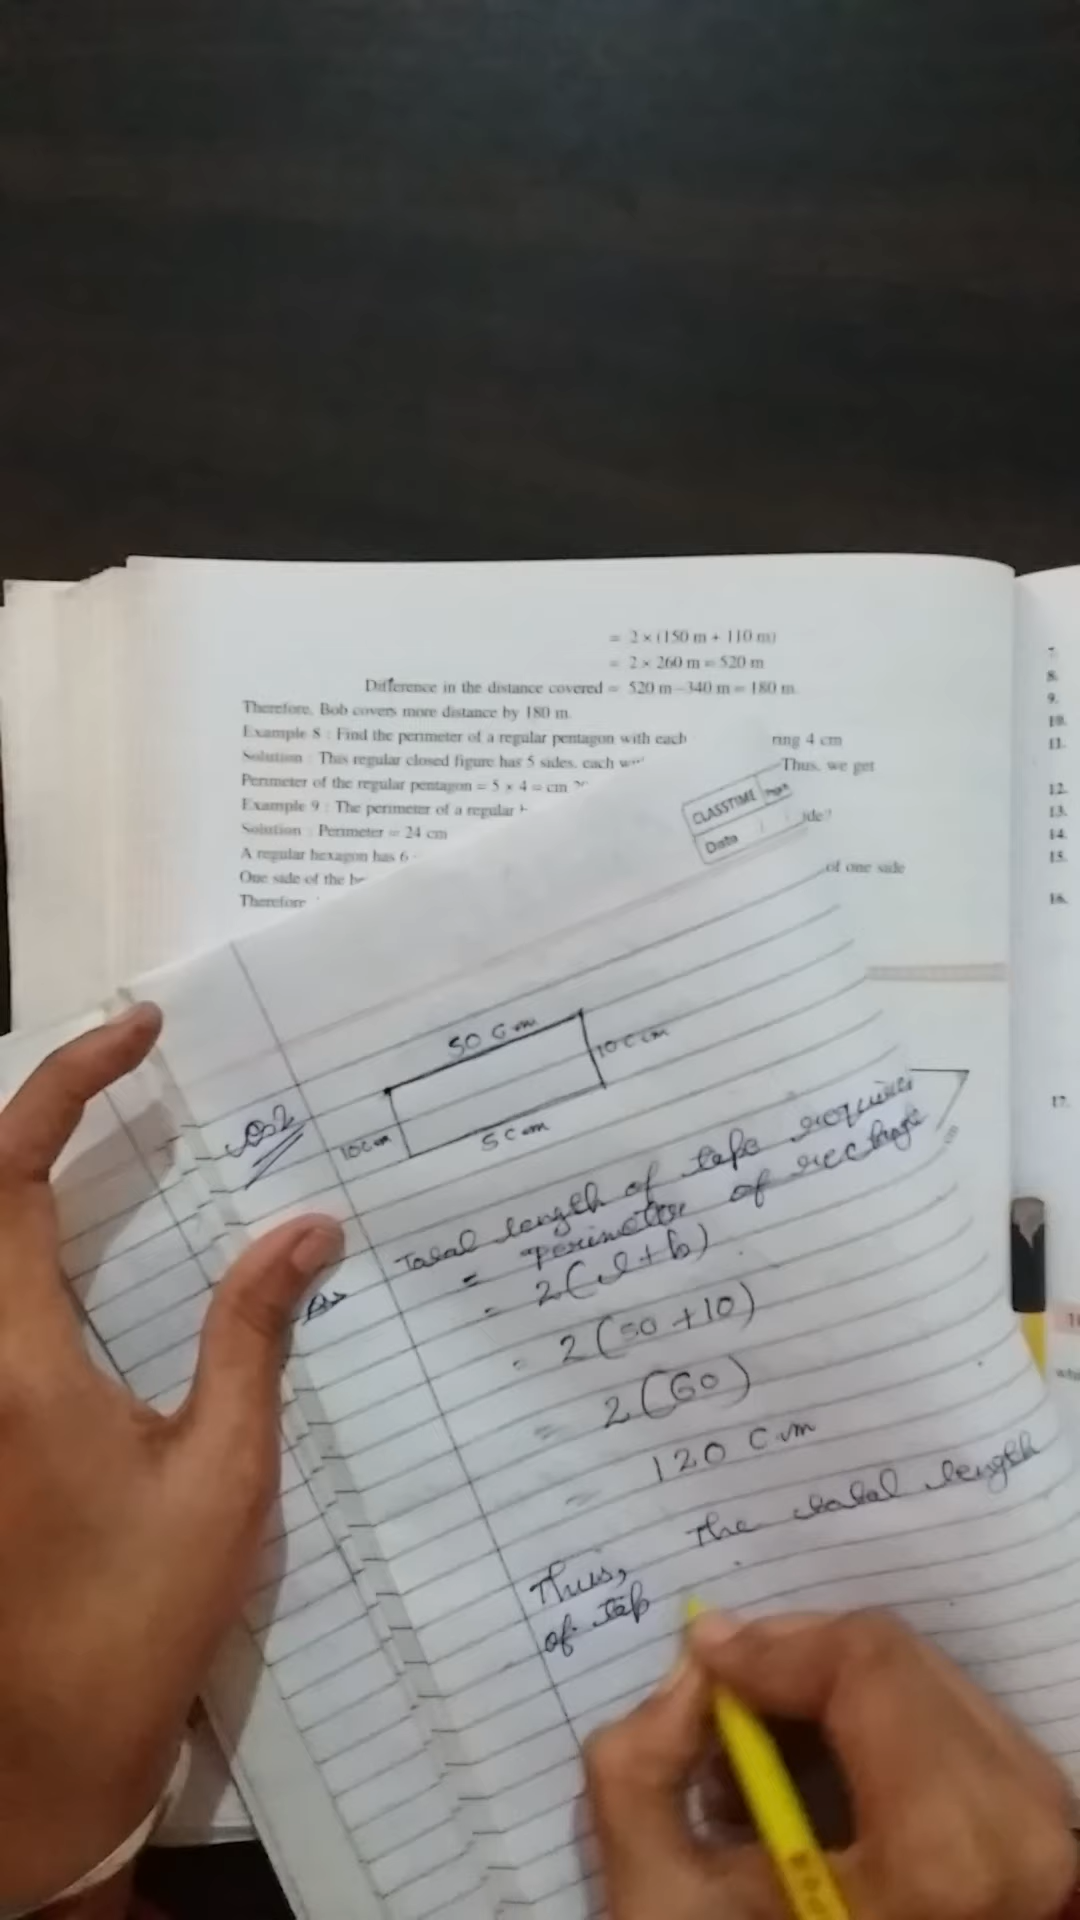 = 2 × (150 m + 110 m)
= 2 × 260 m = 520 m
Difference in the distance covered = 520 m – 340 m = 180 m
Therefore, Bob covers more distance by 180 m
Example 8 : Find the perimeter of a regular pentagon with each ring 4 cm
Solution : This regular closed figure has 5 sides, each Thus, we get
Perimeter of the regular pentagon = 5 × 4 = cm
Example 9 : The perimeter of a regular ide?
Solution : Perimeter = 24 cm
A regular hexagon has 6
One side of the of one side
Therefore
7.
8.
9.
10.
11.
12.
13.
14.
15.
16.
17.
CLASSTIME Page
Date / /
Q2
50 cm
10 cm
10 cm
5 cm
cm
Ans Total length of tape
= perimeter of rectangle
= 2(l+b)
= 2(50+10)
= 2(60)
= 120 cm
Thus, The total length
of tap